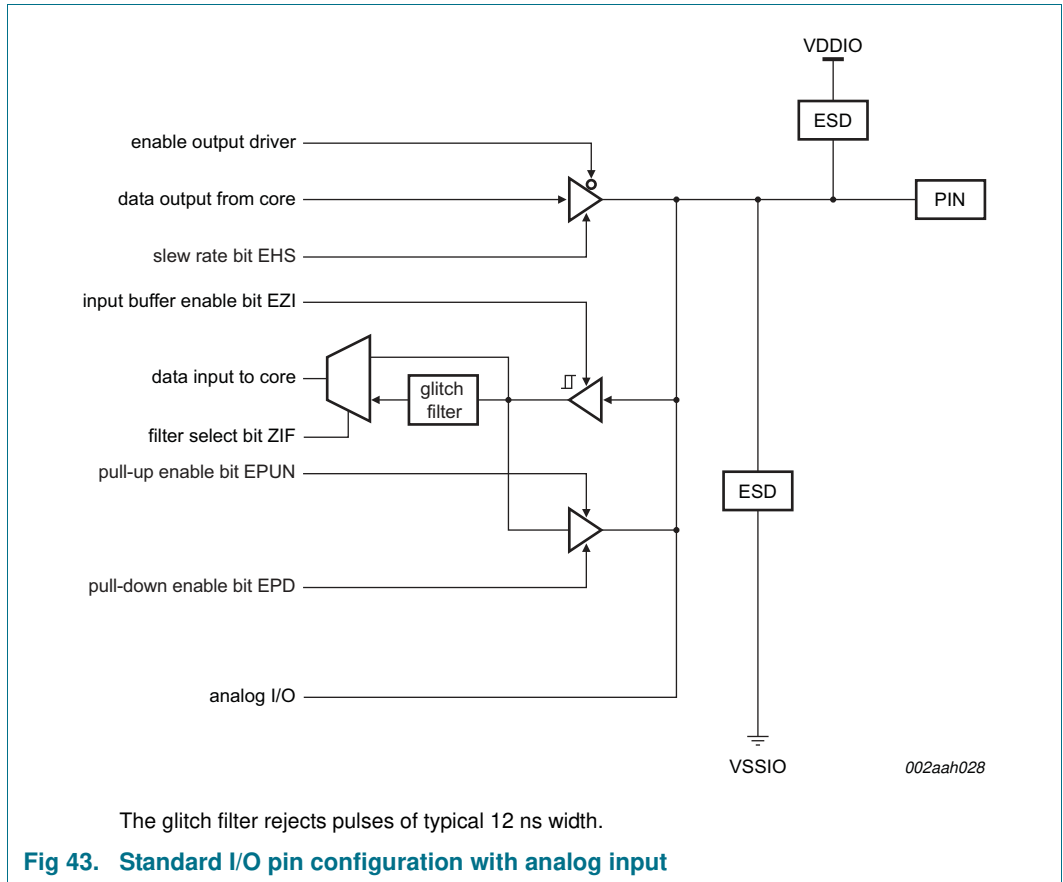 VDDIO
ESD
enable output driver
data output from core
PIN
slew rate bit EHS
input buffer enable bit EZI
data input to core
glitch
filter
filter select bit ZIF
pull-up enable bit EPUN
ESD
pull-down enable bit EPD
analog I/O
VSSIO
002aah028
The glitch filter rejects pulses of typical 12 ns width.
Fig 43. Standard I/O pin configuration with analog input